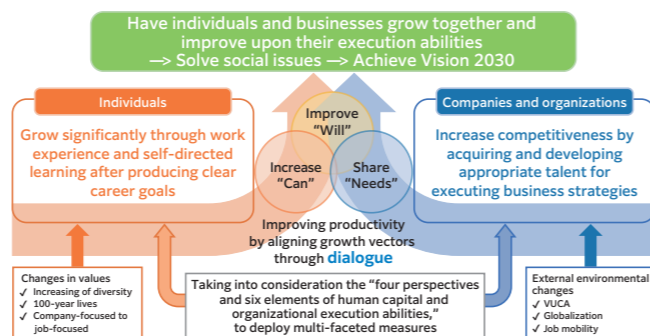 Have individuals and businesses grow together and
improve upon their execution abilities
—> Solve social issues —> Achieve Vision 2030
Individuals
Grow significantly through work
experience and self-directed
learning after producing clear
career goals
Improve
“Will”
Increase
“Can”
Share
“Needs”
Companies and organizations
Increase competitiveness by
acquiring and developing
appropriate talent for
executing business strategies
Improving productivity
by aligning growth vectors
through dialogue
Changes in values
✓ Increasing of diversity
✓ 100-year lives
✓ Company-focused to
job-focused
Taking into consideration the “four perspectives
and six elements of human capital and
organizational execution abilities,”
to deploy multi-faceted measures
External environmental
changes
✓ VUCA
✓ Globalization
✓ Job mobility